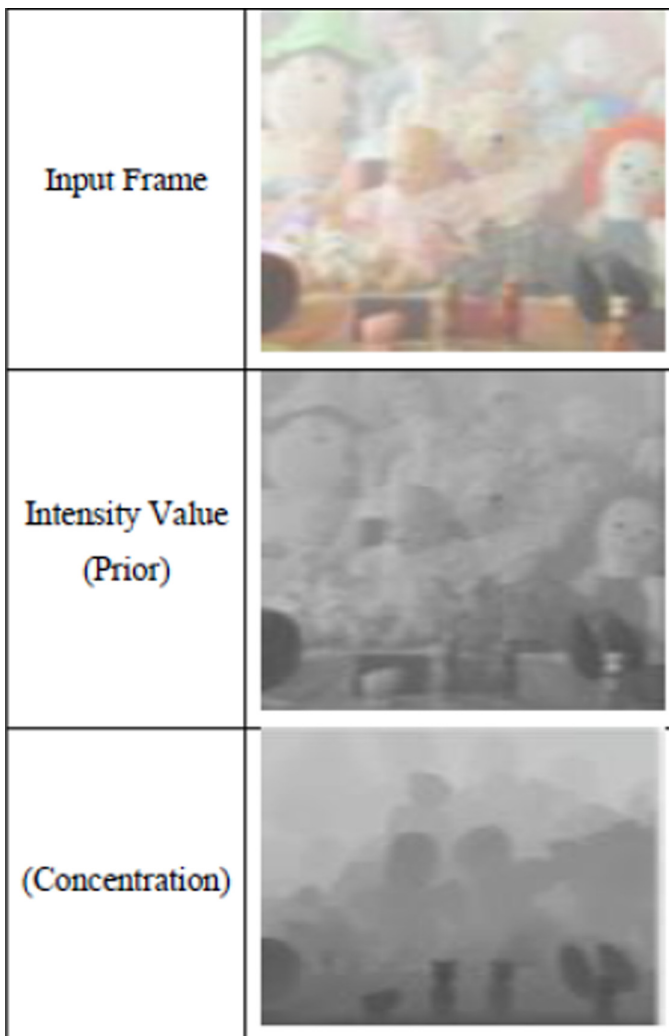 Input Frame
Intensity Value
(Prior)
(Concentration)